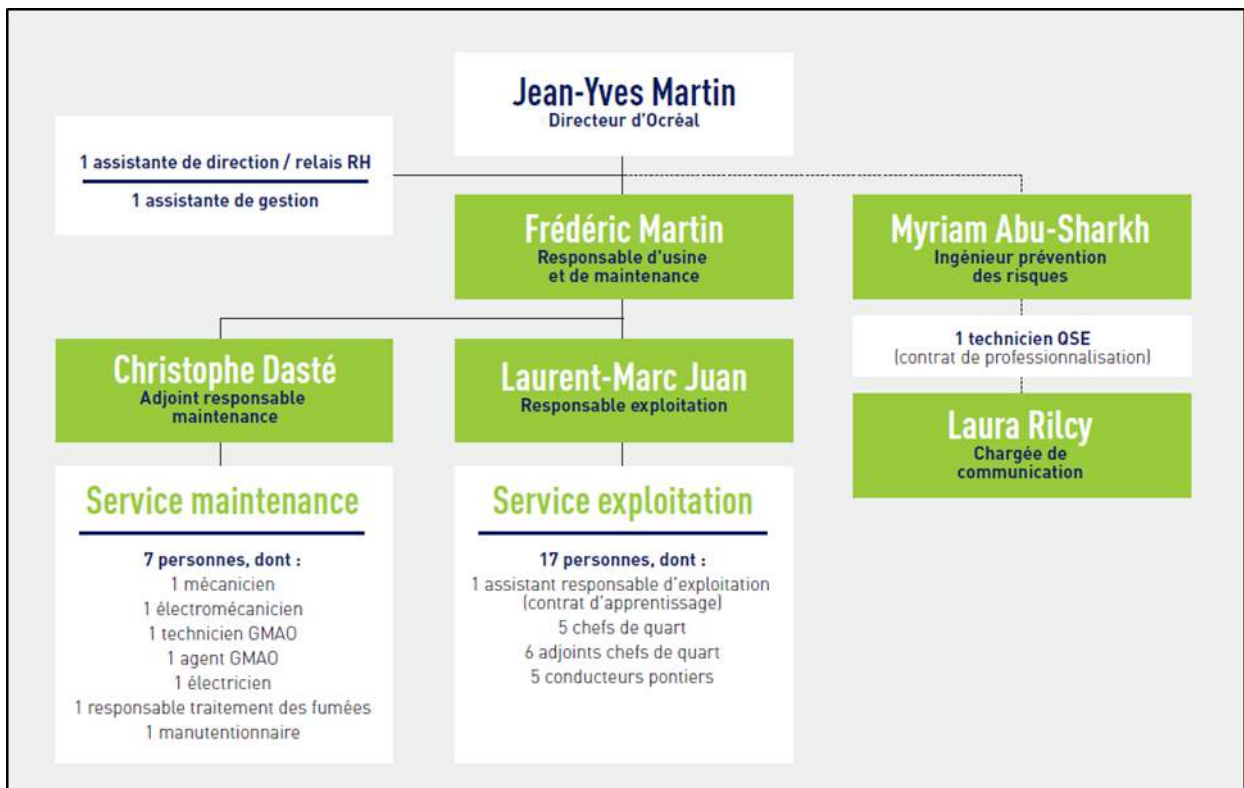 Jean-Yves Martin
Directeur d'Ocréal
1 assistante de direction / relais RH
1 assistante de gestion
Frédéric Martin
Responsable d'usine
et de maintenance
Myriam Abu-Sharkh
Ingénieur prévention
des risques
1 technicien QSE
(contrat de professionnalisation)
Laura Rilcy
Chargée de
communication
Christophe Dasté
Adjoint responsable
maintenance
Laurent-Marc Juan
Responsable exploitation
Service maintenance
7 personnes, dont :
1 mécanicien
1 électromécanicien
1 technicien GMAO
1 agent GMAO
1 électricien
1 responsable traitement des fumées
1 manutentionnaire
Service exploitation
17 personnes, dont :
1 assistant responsable d'exploitation
(contrat d'apprentissage)
5 chefs de quart
6 adjoints chefs de quart
5 conducteurs pontiers